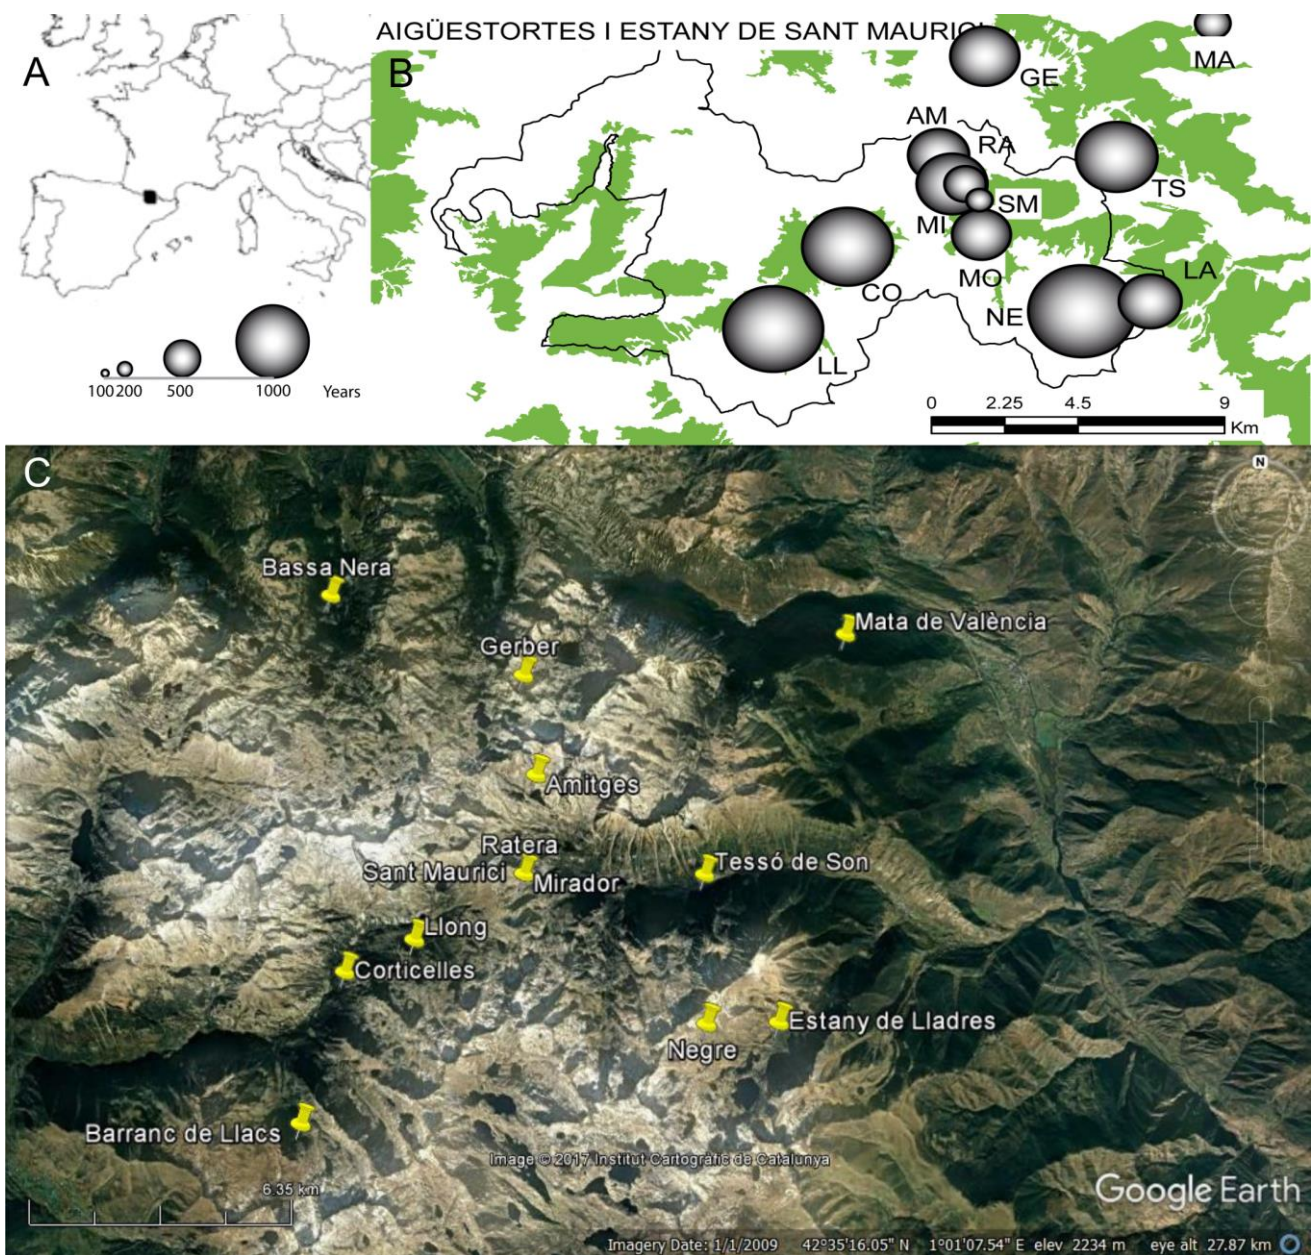 A
AIGÜESTORTES I ESTANY DE SANT MAURICI
B
MA
GE
AM
RA
TS
SM
MI
MO
LA
CO
NE
LL
100 200 500 1000 Years
0 2.25 4.5 9
Km
C
N
Bassa Nera
Mata de València
Gerber
Amitges
Ratera
Sant Maurici
Mirador
Tessó de Son
Llong
Corticelles
Estany de Lladres
Negre
Barranc de Llacs
Image © 2017 Institut Cartogràfic de Catalunya
6.35 km
Google Earth
Imagery Date: 1/1/2009 42°35'16.05" N 1°01'07.54" E elev 2234 m eye alt 27.87 km